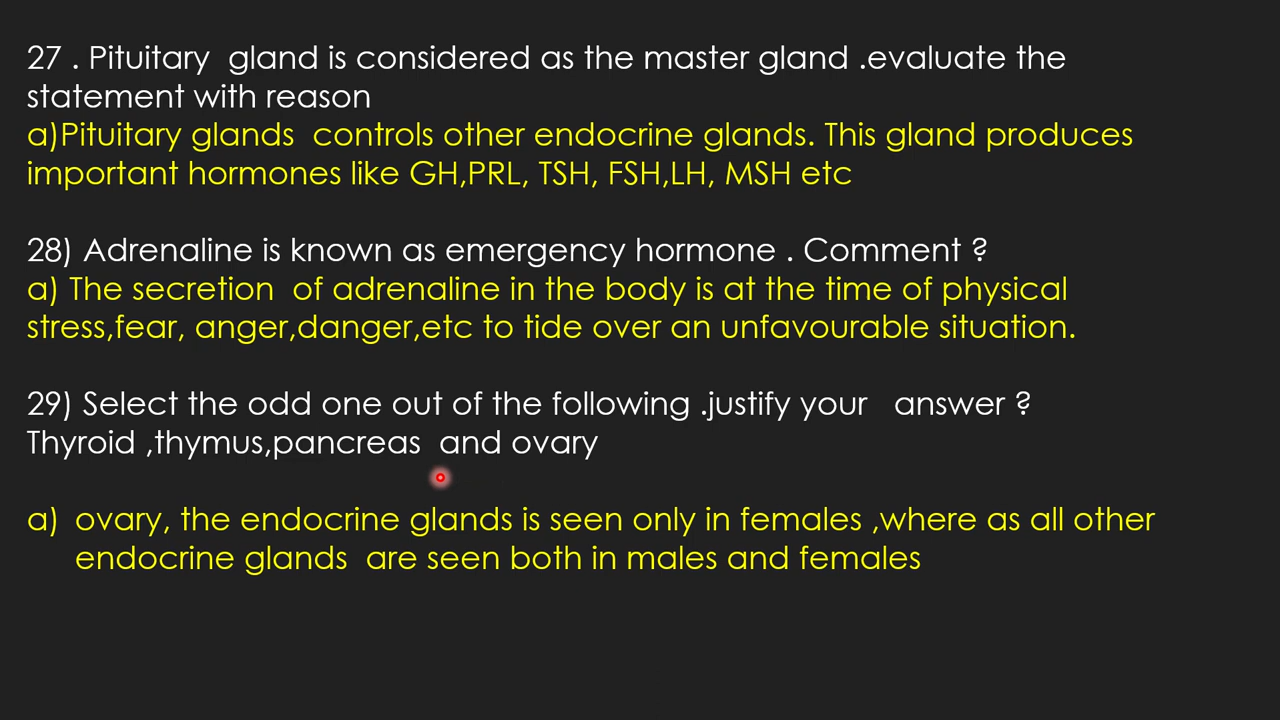 27 . Pituitary gland is considered as the master gland .evaluate the
statement with reason
a)Pituitary glands controls other endocrine glands. This gland produces
important hormones like GH,PRL, TSH, FSH,LH, MSH etc
28) Adrenaline is known as emergency hormone . Comment ?
a) The secretion of adrenaline in the body is at the time of physical
stress,fear, anger,danger,etc to tide over an unfavourable situation.
29) Select the odd one out of the following .justify your answer ?
Thyroid ,thymus,pancreas and ovary
a) ovary, the endocrine glands is seen only in females ,where as all other
endocrine glands are seen both in males and females